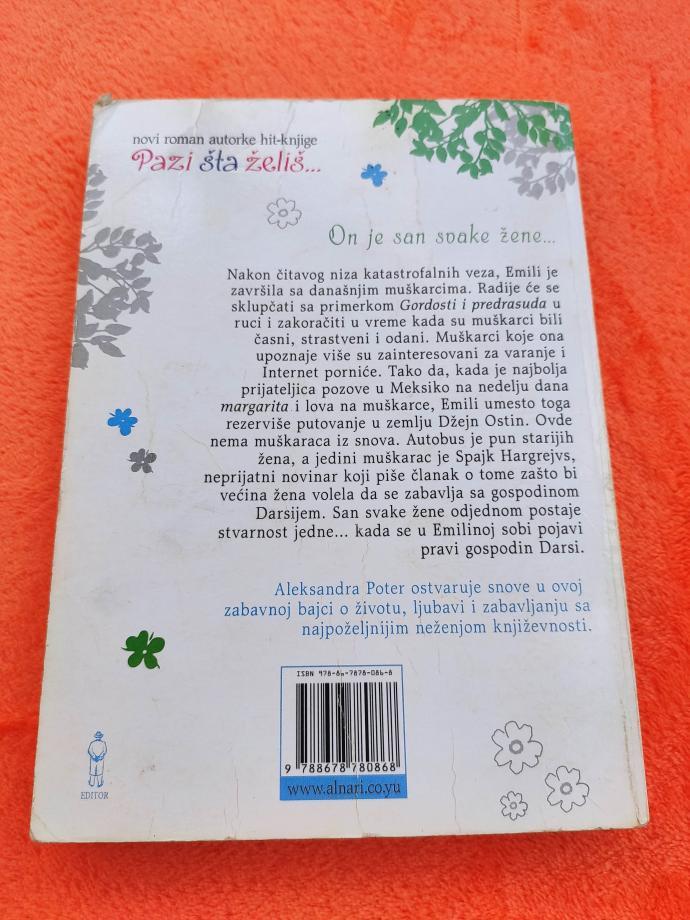 novi roman autorke hit-knjige
Pazi šta želiš...
On je san svake žene...
Nakon čitavog niza katastrofalnih veza, Emili je
završila sa današnjim muškarcima. Radije će se
sklupčati sa primerkom Gordosti i predrasuda u
ruci i zakoračiti u vreme kada su muškarci bili
časni, strastveni i odani. Muškarci koje ona
upoznaje više su zainteresovani za varanje i
Internet porniće. Tako da, kada je najbolja
prijateljica pozove u Meksiko na nedelju dana
margarita i lova na muškarce, Emili umesto toga
rezerviše putovanje u zemlju Džejn Ostin. Ovde
nema muškaraca iz snova. Autobus je pun starijih
žena, a jedini muškarac je Spajk Hargrejvs,
neprijatni novinar koji piše članak o tome zašto bi
većina žena volela da se zabavlja sa gospodinom
Darsijem. San svake žene odjednom postaje
stvarnost jedne... kada se u Emilinoj sobi pojavi
pravi gospodin Darsi.
Aleksandra Poter ostvaruje snove u ovoj
zabavnoj bajci o životu, ljubavi i zabavljanju sa
najpoželjnijim neženjom književnosti.
ISBN 978-86-7878-086-8
9 788678 780868
www.alnari.co.yu
EDITOR